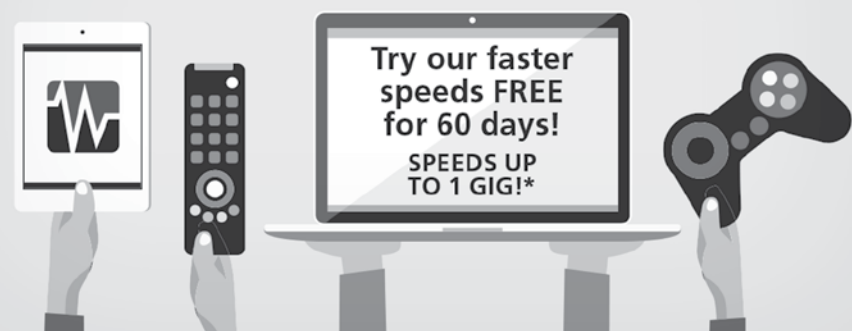 Try our faster
speeds FREE
for 60 days!
SPEEDS UP
TO 1 GIG!*